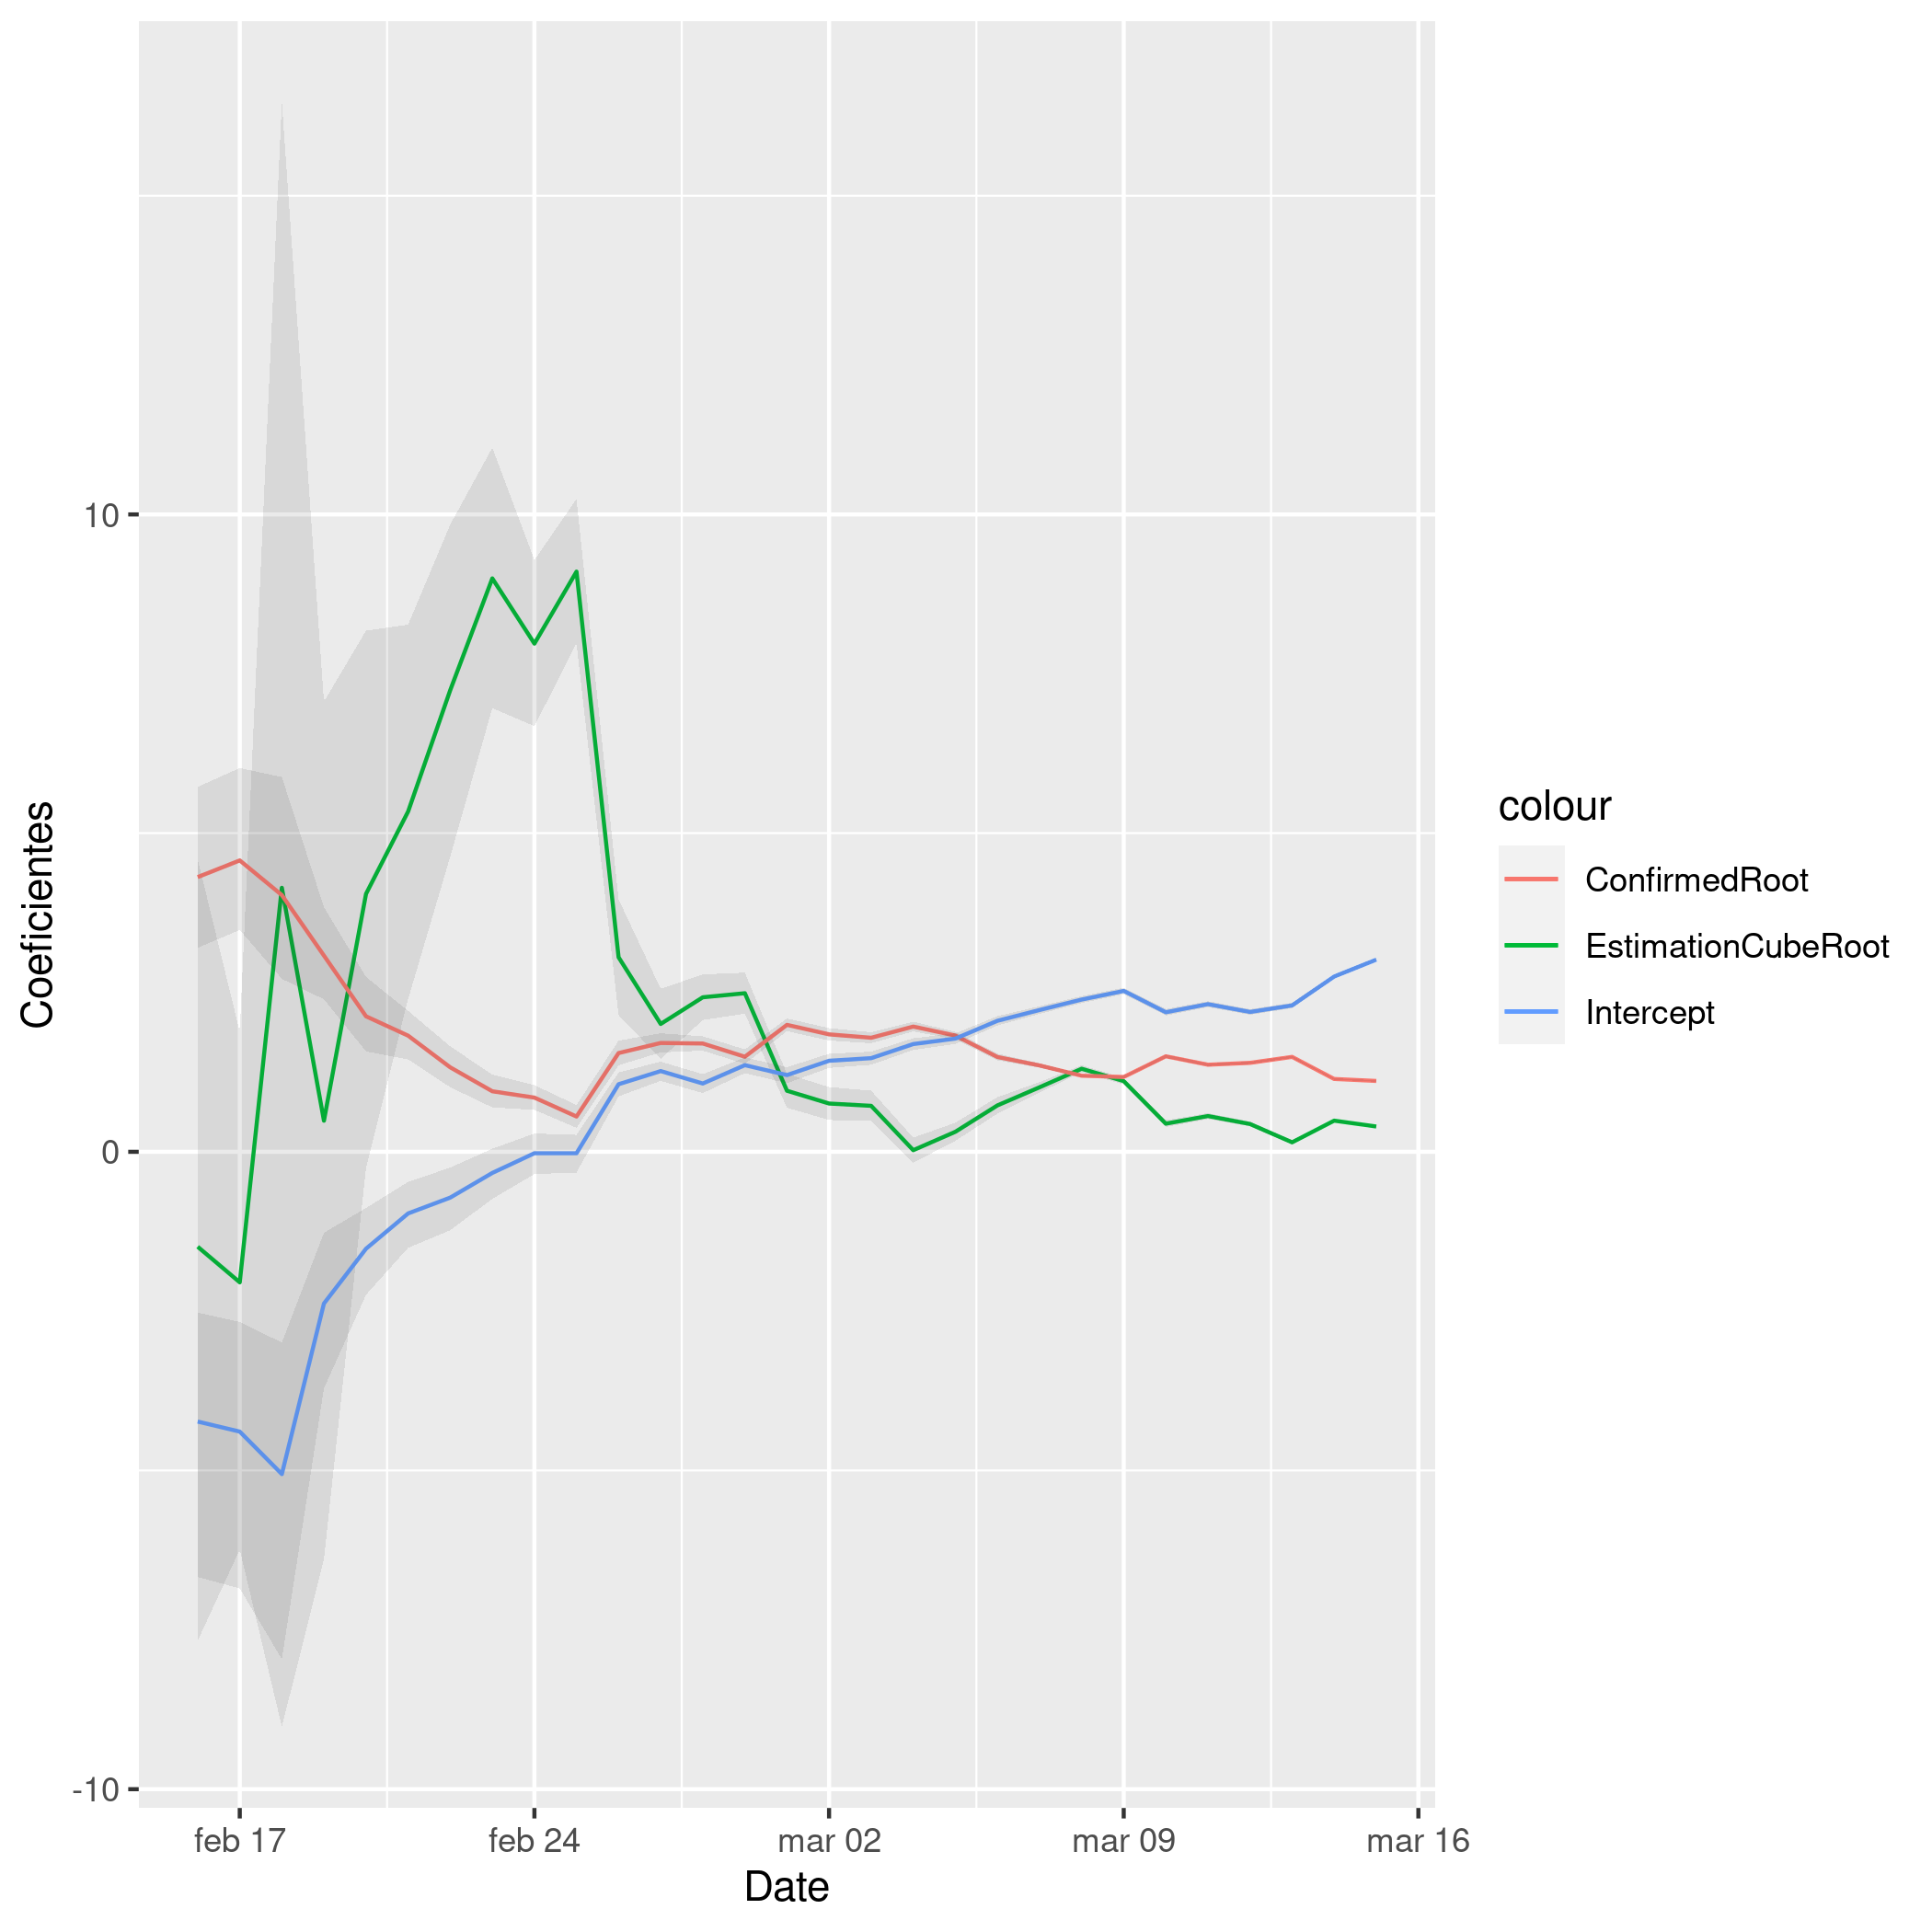 Coeficientes
10
0
-10
feb 17
feb 24
mar 02
mar 09
mar 16
Date
colour
ConfirmedRoot
EstimationCubeRoot
Intercept